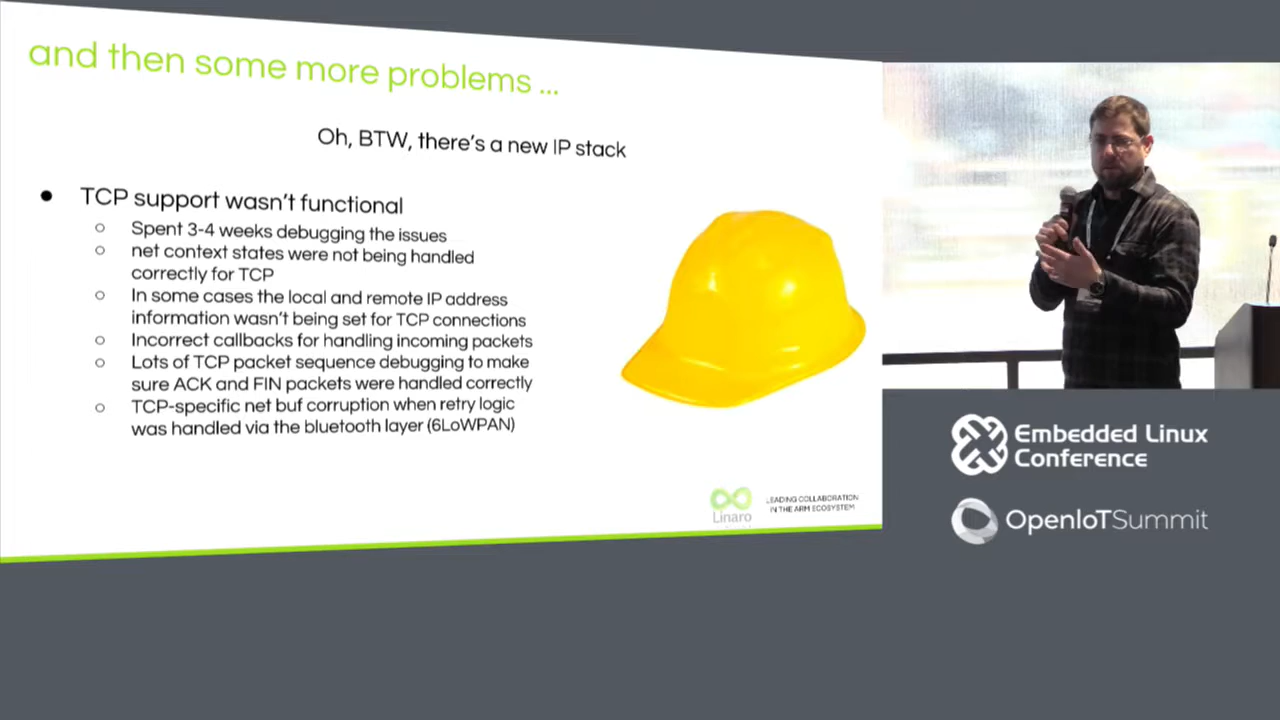 and then some more problems ...
Oh, BTW, there's a new IP stack
● TCP support wasn't functional
○ Spent 3-4 weeks debugging the issues
○ net context states were not being handled
correctly for TCP
○ In some cases the local and remote IP address
information wasn't being set for TCP connections
○ Incorrect callbacks for handling incoming packets
○ Lots of TCP packet sequence debugging to make
sure ACK and FIN packets were handled correctly
○ TCP-specific net buf corruption when retry logic
was handled via the bluetooth layer (6LoWPAN)
Linaro
LEADING COLLABORATION
IN THE ARM ECOSYSTEM
Embedded Linux
Conference
OpenIoTSummit